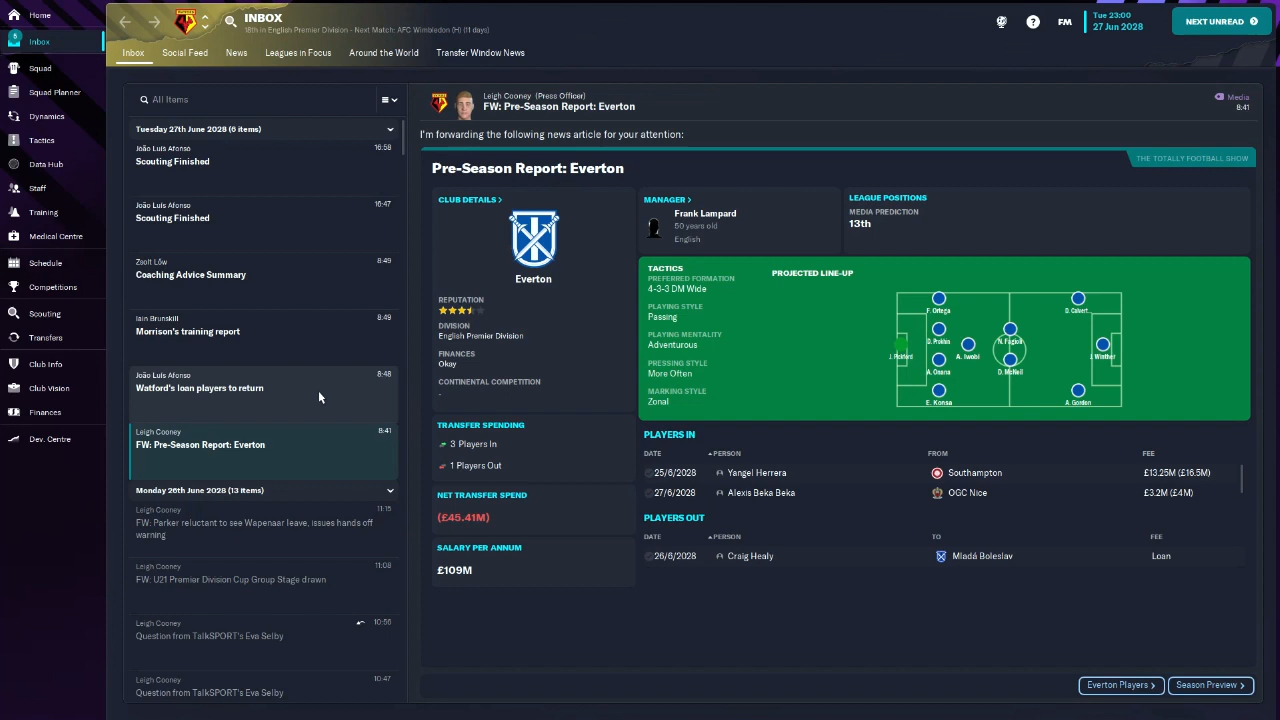 Home
5
Inbox
Squad
Squad Planner
Dynamics
Tactics
Data Hub
Staff
Training
Medical Centre
Schedule
Competitions
Scouting
Transfers
Club Info
Club Vision
Finances
Dev. Centre
INBOX
18th in English Premier Division - Next Match: AFC Wimbledon (H) (11 days)
?
FM
Tue 23:00
27 Jun 2028
NEXT UNREAD
Inbox
Social Feed
News
Leagues in Focus
Around the World
Transfer Window News
All Items
Tuesday 27th June 2028 (6 items)
João Luís Afonso 16:58
Scouting Finished
João Luís Afonso 16:47
Scouting Finished
Zsolt Lőw 8:49
Coaching Advice Summary
Iain Brunskill 8:49
Morrison's training report
João Luís Afonso 8:48
Watford's loan players to return
Leigh Cooney 8:41
FW: Pre-Season Report: Everton
Monday 26th June 2028 (13 items)
Leigh Cooney 11:15
FW: Parker reluctant to see Wapenaar leave, issues hands off
warning
Leigh Cooney 11:08
FW: U21 Premier Division Cup Group Stage drawn
Leigh Cooney 10:56
Question from TalkSPORT's Eva Selby
Leigh Cooney 10:47
Question from TalkSPORT's Eva Selby
Leigh Cooney (Press Officer)
FW: Pre-Season Report: Everton
Media
8:41
I'm forwarding the following news article for your attention:
THE TOTALLY FOOTBALL SHOW
Pre-Season Report: Everton
CLUB DETAILS
Everton
REPUTATION
DIVISION
English Premier Division
FINANCES
Okay
CONTINENTAL COMPETITION
-
TRANSFER SPENDING
3 Players In
1 Players Out
NET TRANSFER SPEND
(£45.41M)
SALARY PER ANNUM
£109M
MANAGER
Frank Lampard
50 years old
English
LEAGUE POSITIONS
MEDIA PREDICTION
13th
TACTICS
PREFERRED FORMATION
4-3-3 DM Wide
PLAYING STYLE
Passing
PLAYING MENTALITY
Adventurous
PRESSING STYLE
More Often
MARKING STYLE
Zonal
PROJECTED LINE-UP
F. Ortega
D. Calvert..
N. Fagioli
J. Pickford
A. Iwobi
J. Winther
A. Onana
D. McNeil
E. Konsa
A. Gordon
PLAYERS IN
DATE PERSON FROM FEE
25/6/2028 Yangel Herrera Southampton £13.25M (£16.5M)
27/6/2028 Alexis Beka Beka OGC Nice £3.2M (£4M)
PLAYERS OUT
DATE PERSON TO FEE
26/6/2028 Craig Healy Mladá Boleslav Loan
Everton Players
Season Preview